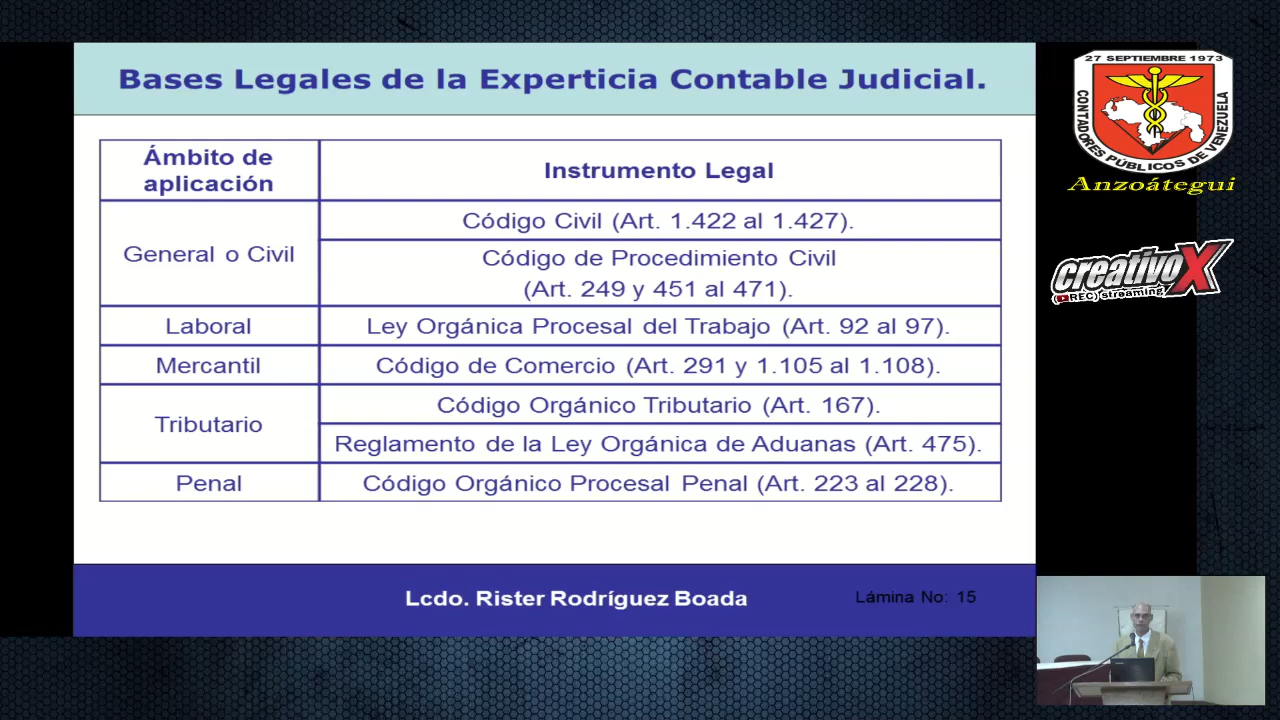 Bases Legales de la Experticia Contable Judicial.
Ámbito de
aplicación
Instrumento Legal
General o Civil
Código Civil (Art. 1.422 al 1.427).
Código de Procedimiento Civil
(Art. 249 y 451 al 471).
Laboral
Ley Orgánica Procesal del Trabajo (Art. 92 al 97).
Mercantil
Código de Comercio (Art. 291 y 1.105 al 1.108).
Tributario
Código Orgánico Tributario (Art. 167).
Reglamento de la Ley Orgánica de Aduanas (Art. 475).
Penal
Código Orgánico Procesal Penal (Art. 223 al 228).
Lcdo. Rister Rodríguez Boada
Lámina No: 15
27 SEPTIEMBRE 1973
CONTADORES PÚBLICOS DE VENEZUELA
Anzoátegui
creativoX
(REC) streaming